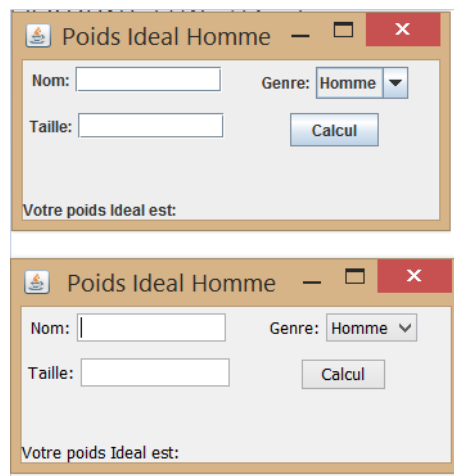 Poids Ideal Homme
Nom: Genre: Homme
Taille: Calcul
Votre poids Ideal est:
Poids Ideal Homme
Nom: Genre: Homme
Taille: Calcul
Votre poids Ideal est: